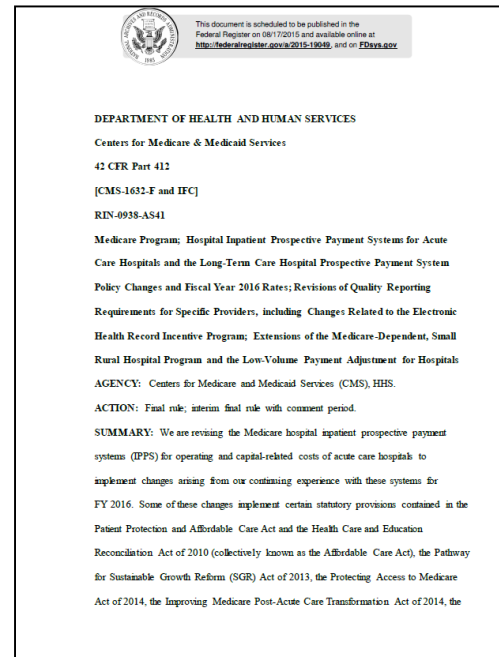 This document is scheduled to be published in the
Federal Register on 08/17/2015 and available online at
http://federalregister.gov/a/2015-19049, and on FDsys.gov
DEPARTMENT OF HEALTH AND HUMAN SERVICES
Centers for Medicare & Medicaid Services
42 CFR Part 412
[CMS-1632-F and IFC]
RIN-0938-AS41
Medicare Program; Hospital Inpatient Prospective Payment Systems for Acute
Care Hospitals and the Long-Term Care Hospital Prospective Payment System
Policy Changes and Fiscal Year 2016 Rates; Revisions of Quality Reporting
Requirements for Specific Providers, including Changes Related to the Electronic
Health Record Incentive Program; Extensions of the Medicare-Dependent, Small
Rural Hospital Program and the Low-Volume Payment Adjustment for Hospitals
AGENCY: Centers for Medicare and Medicaid Services (CMS), HHS.
ACTION: Final rule; interim final rule with comment period.
SUMMARY: We are revising the Medicare hospital inpatient prospective payment
systems (IPPS) for operating and capital-related costs of acute care hospitals to
implement changes arising from our continuing experience with these systems for
FY 2016. Some of these changes implement certain statutory provisions contained in the
Patient Protection and Affordable Care Act and the Health Care and Education
Reconciliation Act of 2010 (collectively known as the Affordable Care Act), the Pathway
for Sustainable Growth Reform (SGR) Act of 2013, the Protecting Access to Medicare
Act of 2014, the Improving Medicare Post-Acute Care Transformation Act of 2014, the